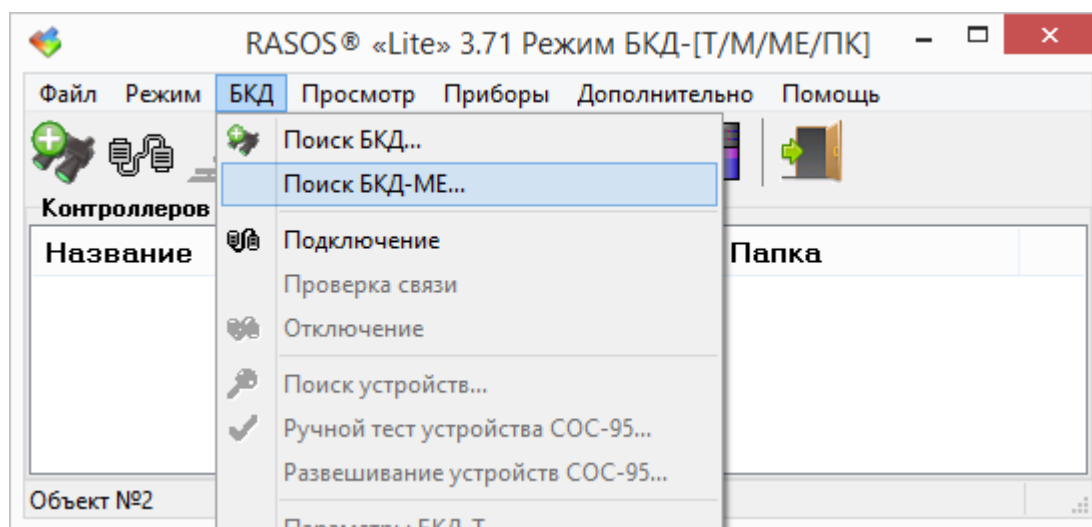 RASOS® «Lite» 3.71 Режим БКД-[Т/М/МЕ/ПК]
Файл Режим БКД Просмотр Приборы Дополнительно Помощь
Поиск БКД...
Поиск БКД-МЕ...
Контроллеров
Название Папка
Подключение
Проверка связи
Отключение
Поиск устройств...
Ручной тест устройства СОС-95...
Развешивание устройств СОС-95...
Объект №2
Параметры БКД-Т